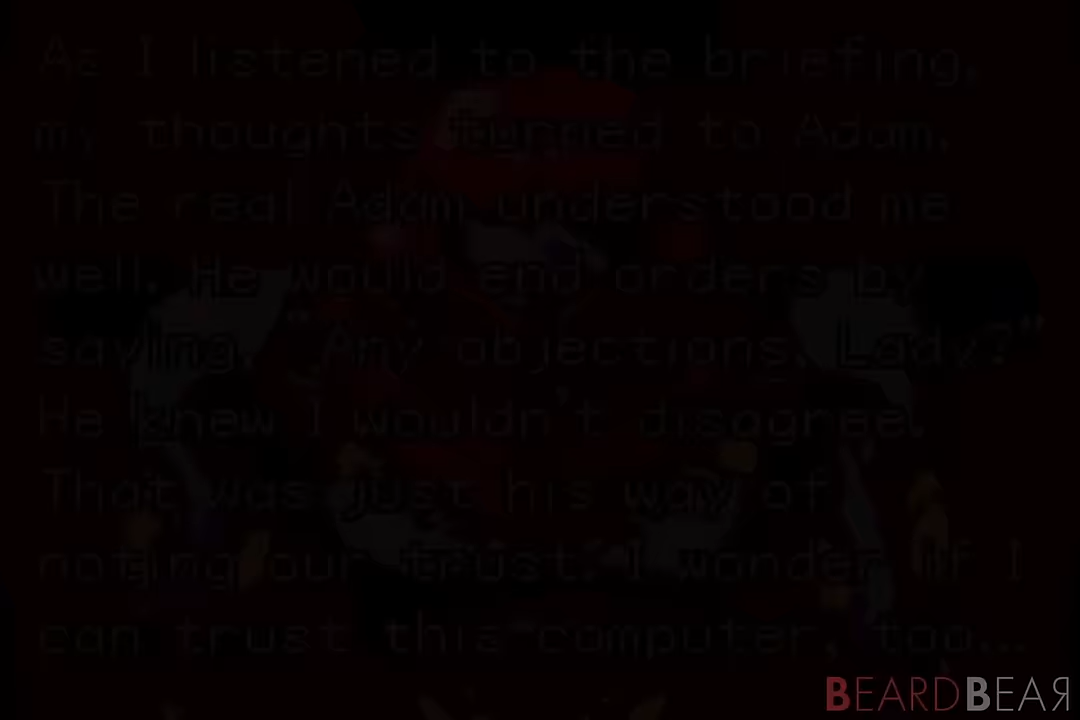 As I listened to the briefing,
my thoughts turned to Adam.
The real Adam understood me
well. He would end orders by
saying, "Any objections, Lady?"
He knew I wouldn't disagree.
That was just his way of
noting our trust. I wonder if I
can trust this computer, too...
BEARDBEAЯ